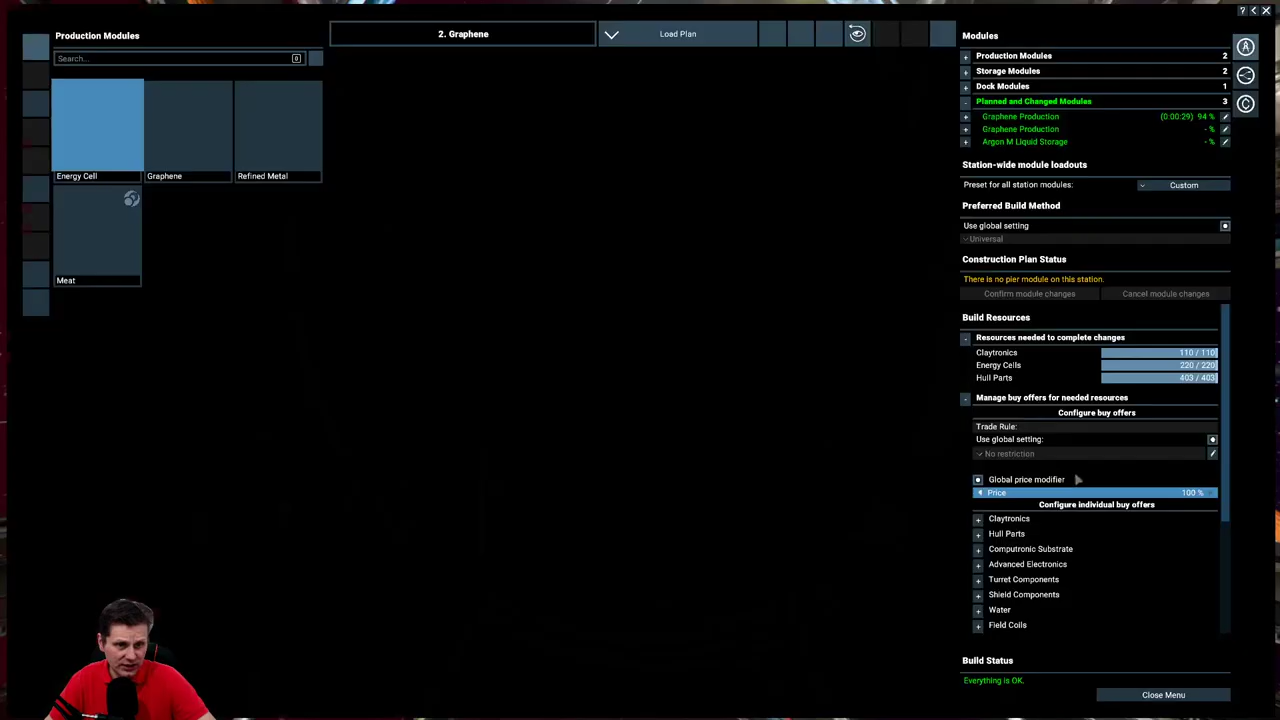 Production Modules
Search...
Energy Cell
Graphene
Refined Metal
Meat
2. Graphene
Load Plan
Modules
Production Modules 2
Storage Modules 2
Dock Modules 1
Planned and Changed Modules 3
Graphene Production (0:00:29) 94 %
Graphene Production - %
Argon M Liquid Storage - %
Station-wide module loadouts
Preset for all station modules: Custom
Preferred Build Method
Use global setting
Universal
Construction Plan Status
There is no pier module on this station.
Confirm module changes Cancel module changes
Build Resources
Resources needed to complete changes
Claytronics 110 / 110
Energy Cells 220 / 220
Hull Parts 403 / 403
Manage buy offers for needed resources
Configure buy offers
Trade Rule:
Use global setting:
No restriction
Global price modifier
Price 100 %
Configure individual buy offers
Claytronics
Hull Parts
Computronic Substrate
Advanced Electronics
Turret Components
Shield Components
Water
Field Coils
Build Status
Everything is OK.
Close Menu